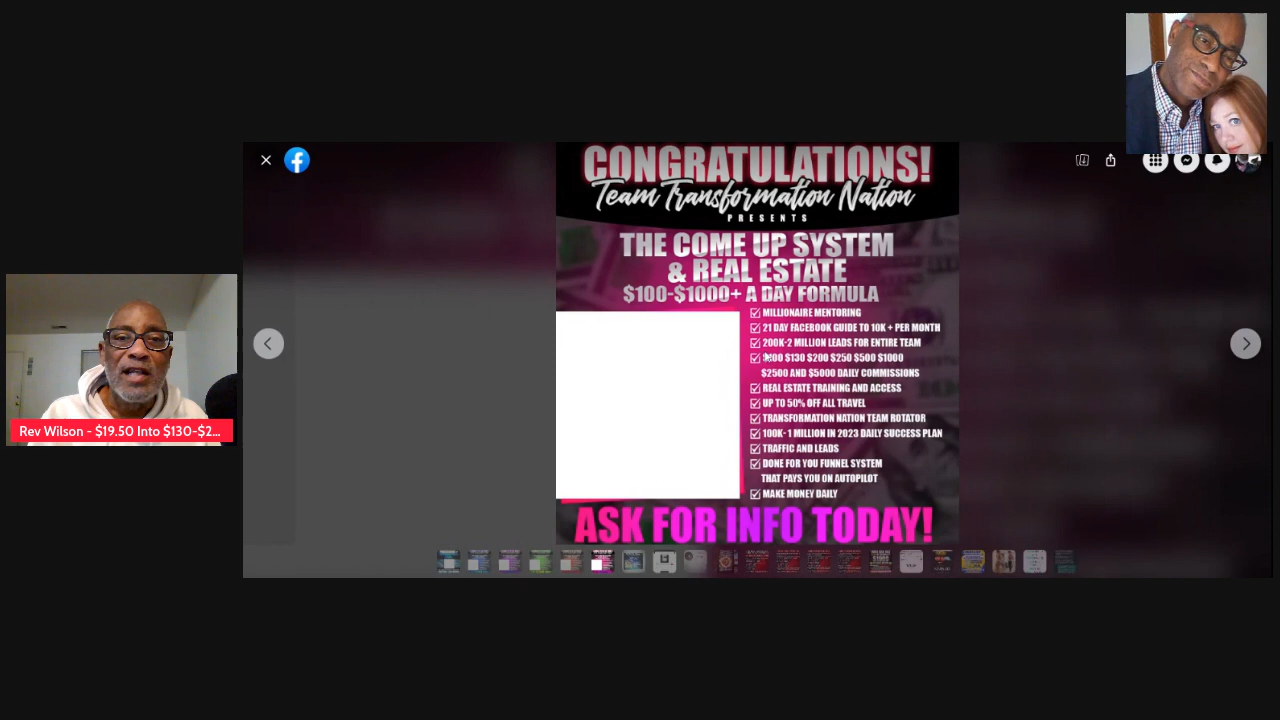 CONGRATULATIONS!
Team Transformation Nation
PRESENTS
THE COME UP SYSTEM
& REAL ESTATE
$100-$1000+ A DAY FORMULA
MILLIONAIRE MENTORING
21 DAY FACEBOOK GUIDE TO 10K + PER MONTH
200K-2 MILLION LEADS FOR ENTIRE TEAM
$130 $200 $250 $500 $1000
$2500 AND $5000 DAILY COMMISSIONS
REAL ESTATE TRAINING AND ACCESS
UP TO 50% OFF ALL TRAVEL
TRANSFORMATION NATION TEAM ROTATOR
100K- 1 MILLION IN 2023 DAILY SUCCESS PLAN
TRAFFIC AND LEADS
DONE FOR YOU FUNNEL SYSTEM
THAT PAYS YOU ON AUTOPILOT
MAKE MONEY DAILY
ASK FOR INFO TODAY!
Rev Wilson - $19.50 Into $130-$2...